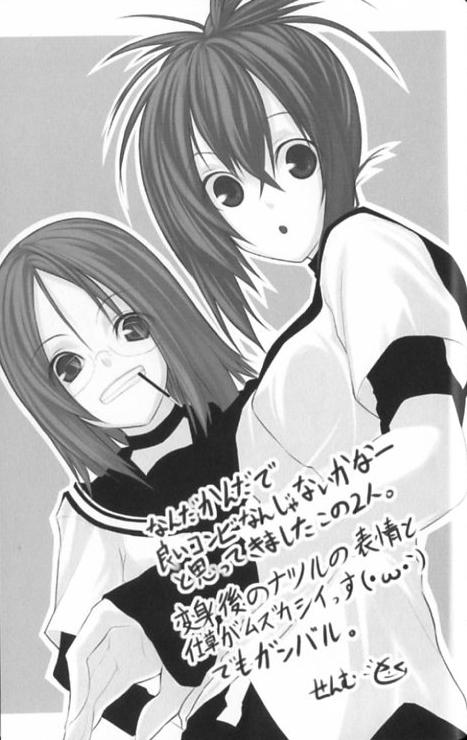 なんだかんだで
良いコンビなんじゃないかなー
と思ってきましたこの2人。
変身後のナツルの表情と
仕草がムズカシイっす(・ω・`)
でもガンバル。
せんむ